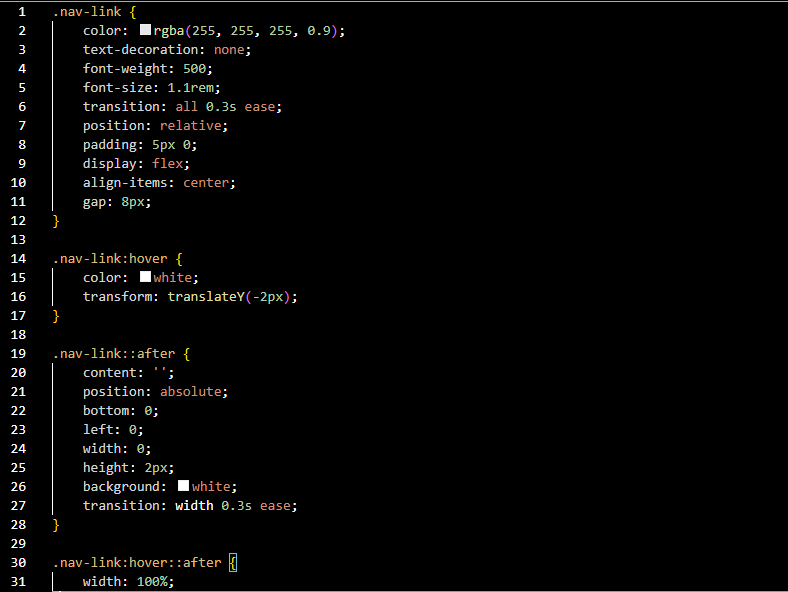 1 .nav-link {
2     color: rgba(255, 255, 255, 0.9);
3     text-decoration: none;
4     font-weight: 500;
5     font-size: 1.1rem;
6     transition: all 0.3s ease;
7     position: relative;
8     padding: 5px 0;
9     display: flex;
10     align-items: center;
11     gap: 8px;
12 }
13
14 .nav-link:hover {
15     color: white;
16     transform: translateY(-2px);
17 }
18
19 .nav-link::after {
20     content: '';
21     position: absolute;
22     bottom: 0;
23     left: 0;
24     width: 0;
25     height: 2px;
26     background: white;
27     transition: width 0.3s ease;
28 }
29
30 .nav-link:hover::after {
31     width: 100%;